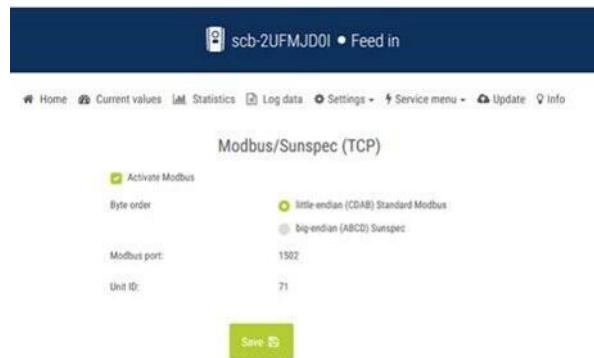 scb-2UFMJD0I ● Feed in
Home Current values Statistics Log data Settings Service menu Update Info
Modbus/Sunspec (TCP)
Activate Modbus
Byte order
little-endian (CDAB) Standard Modbus
big-endian (ABCD) Sunspec
Modbus port: 1502
Unit ID: 71
Save